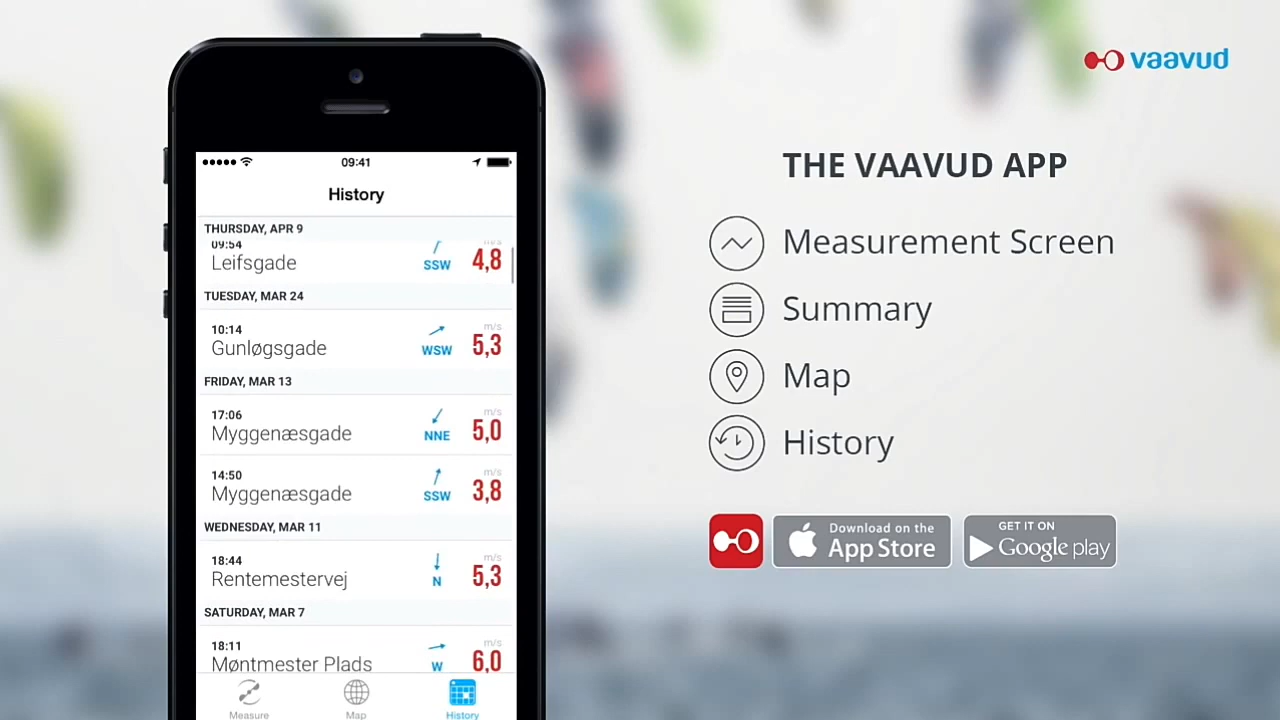 vaavud
09:41
History
THURSDAY, APR 9
09:54
Leifsgade
SSW
m/s
4,8
TUESDAY, MAR 24
10:14
Gunløgsgade
WSW
m/s
5,3
FRIDAY, MAR 13
17:06
Myggenæsgade
NNE
m/s
5,0
14:50
Myggenæsgade
SSW
m/s
3,8
WEDNESDAY, MAR 11
18:44
Rentemestervej
N
m/s
5,3
SATURDAY, MAR 7
18:11
Møntmester Plads
W
m/s
6,0
Measure
Map
History
THE VAAVUD APP
Measurement Screen
Summary
Map
History
Download on the
App Store
GET IT ON
Google play